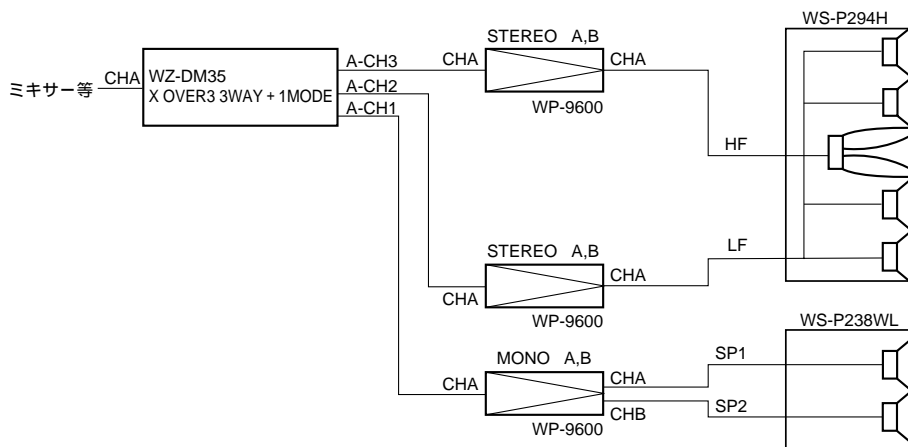 WS-P294H
STEREO A,B
CHA
CHA
WP-9600
ミキサー等
CHA
WZ-DM35
X OVER3 3WAY + 1MODE
A-CH3
A-CH2
A-CH1
HF
STEREO A,B
CHA
CHA
WP-9600
LF
WS-P238WL
MONO A,B
CHA
CHA
CHB
WP-9600
SP1
SP2